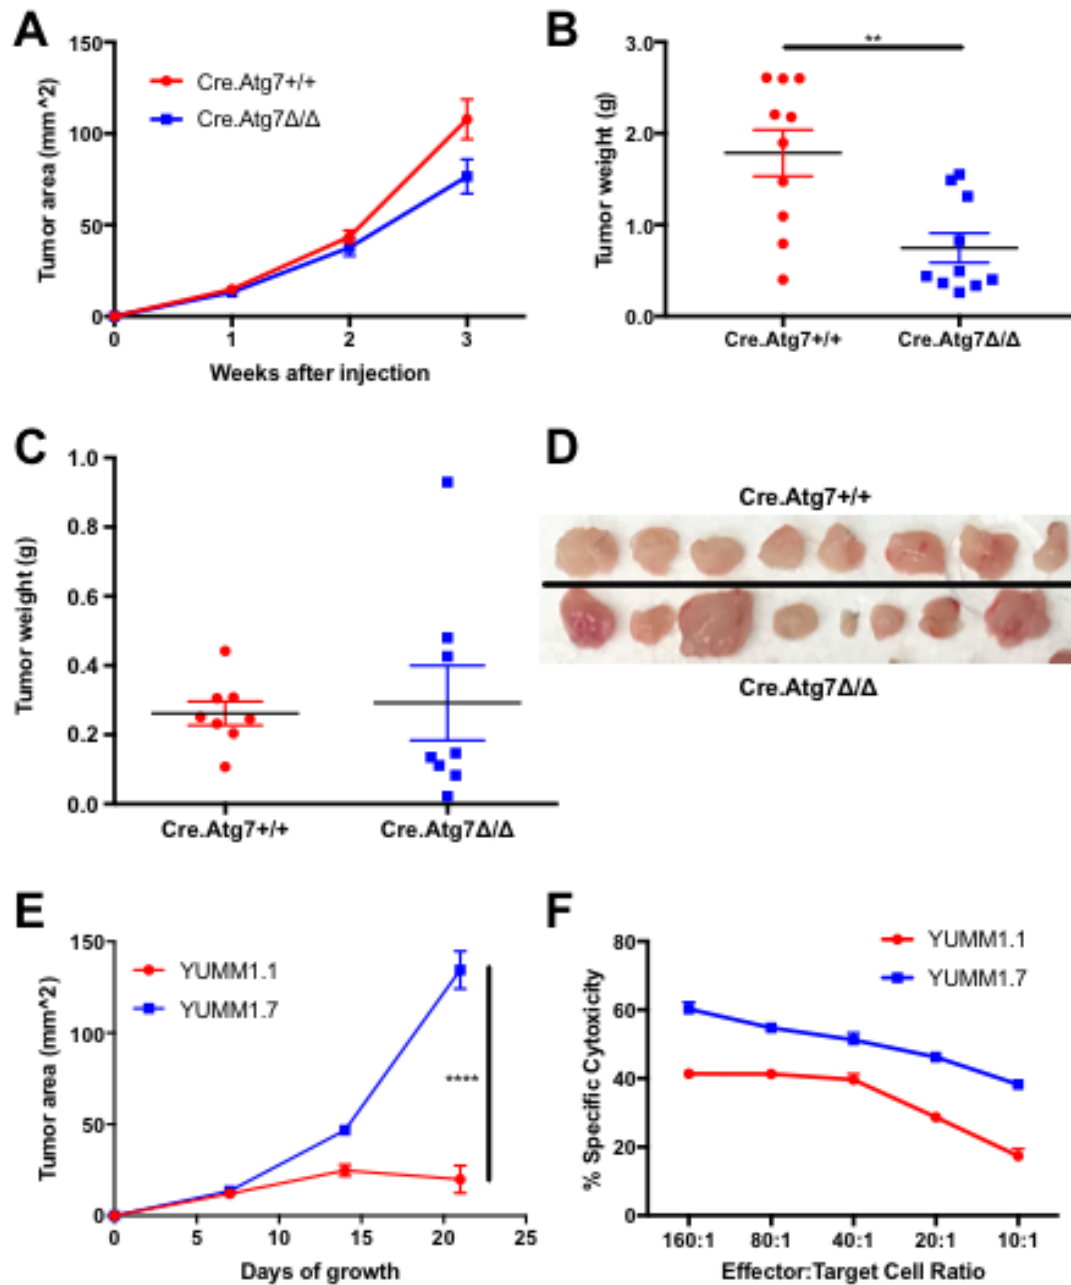 A
Tumor area (mm^2)
150
100
50
0
Cre.Atg7+/+
Cre.Atg7Δ/Δ
0 1 2 3
Weeks after injection
B
Tumor weight (g)
3.0
2.0
1.0
0.0
**
Cre.Atg7+/+ Cre.Atg7Δ/Δ
C
Tumor weight (g)
1.0
0.8
0.6
0.4
0.2
0.0
Cre.Atg7+/+ Cre.Atg7Δ/Δ
D
Cre.Atg7+/+
Cre.Atg7Δ/Δ
E
Tumor area (mm^2)
150
100
50
0
YUMM1.1
YUMM1.7
****
0 5 10 15 20 25
Days of growth
F
% Specific Cytoxicity
80
60
40
20
0
YUMM1.1
YUMM1.7
160:1 80:1 40:1 20:1 10:1
Effector:Target Cell Ratio